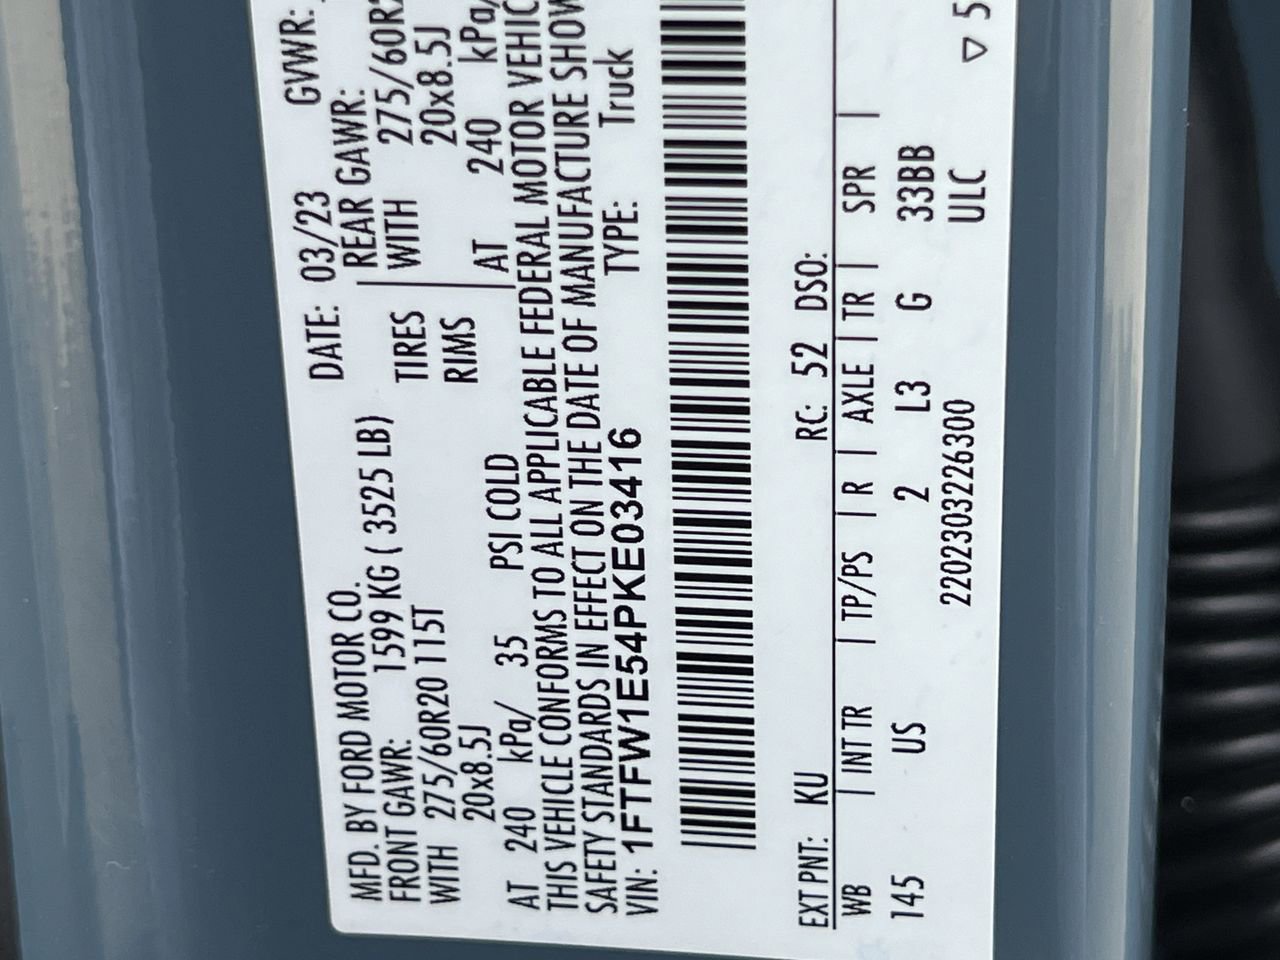 MFD. BY FORD MOTOR CO. DATE: 03/23 GVWR:
FRONT GAWR: 1599 KG ( 3525 LB) REAR GAWR:
WITH 275/60R20 115T TIRES WITH 275/60R2
20x8.5J RIMS 20x8.5J
AT 240 kPa/ 35 PSI COLD AT 240 kPa/
THIS VEHICLE CONFORMS TO ALL APPLICABLE FEDERAL MOTOR VEHIC
SAFETY STANDARDS IN EFFECT ON THE DATE OF MANUFACTURE SHOW
VIN: 1FTFW1E54PKE03416 TYPE: Truck
EXT PNT: KU RC: 52 DSO:
WB | INT TR | TP/PS | R | AXLE | TR | SPR |
145 US 2 L3 G 33BB
2202303226300 ULC ▽ 5